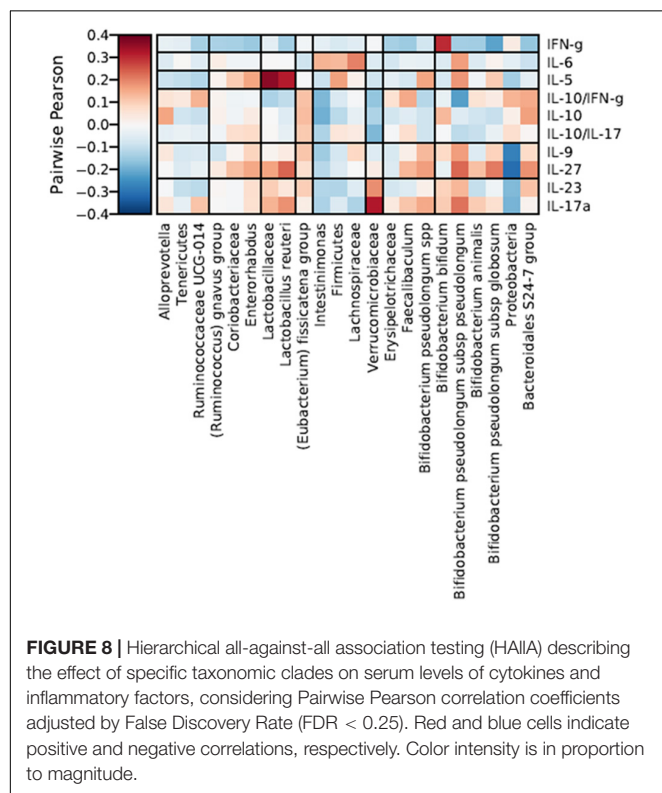 0.4
0.3
0.2
0.1
0.0
−0.1
−0.2
−0.3
−0.4
Pairwise Pearson
IFN-g
IL-6
IL-5
IL-10/IFN-g
IL-10
IL-10/IL-17
IL-9
IL-27
IL-23
IL-17a
Alloprevotella
Tenericutes
Ruminococcaceae UCG-014
(Ruminococcus) gnavus group
Coriobacteriaceae
Enterorhabdus
Lactobacillaceae
Lactobacillus reuteri
(Eubacterium) fissicatena group
Intestinimonas
Firmicutes
Lachnospiraceae
Verrucomicrobiaceae
Erysipelotrichaceae
Faecalibaculum
Bifidobacterium pseudolongum spp
Bifidobacterium bifidum
Bifidobacterium pseudolongum subsp pseudolongum
Bifidobacterium animalis
Bifidobacterium pseudolongum subsp globosum
Proteobacteria
Bacteroidales S24-7 group
FIGURE 8 | Hierarchical all-against-all association testing (HAllA) describing
the effect of specific taxonomic clades on serum levels of cytokines and
inflammatory factors, considering Pairwise Pearson correlation coefficients
adjusted by False Discovery Rate (FDR < 0.25). Red and blue cells indicate
positive and negative correlations, respectively. Color intensity is in proportion
to magnitude.